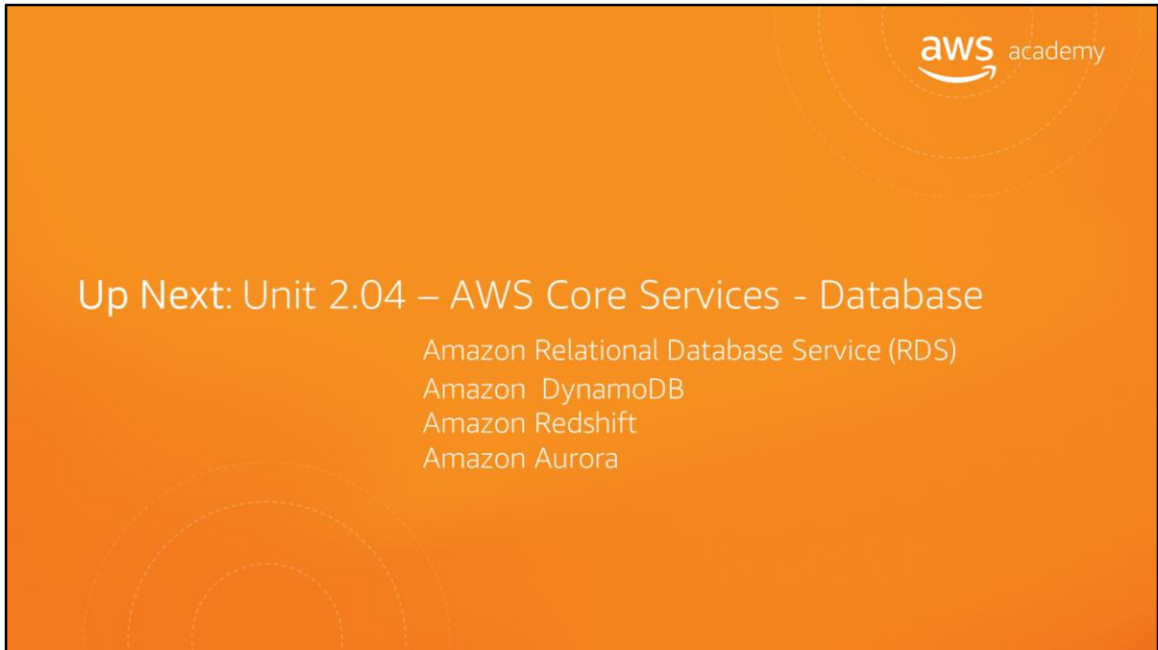 aws academy
Up Next: Unit 2.04 – AWS Core Services - Database
Amazon Relational Database Service (RDS)
Amazon  DynamoDB
Amazon Redshift
Amazon Aurora